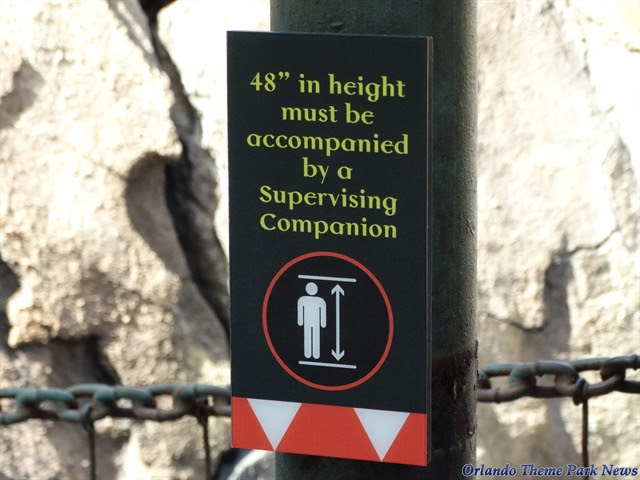 48" in height
must be
accompanied
by a
Supervising
Companion
Orlando Theme Park News